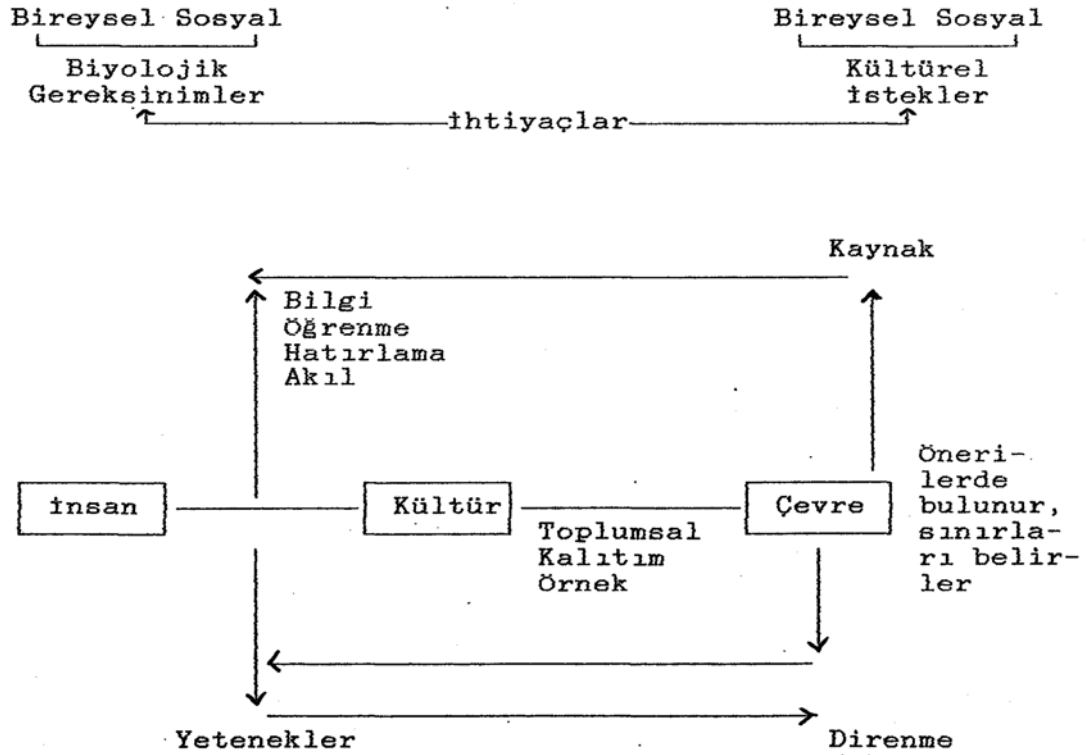 Bireysel Sosyal Bireysel Sosyal
Biyolojik Kültürel
Gereksinimler İstekler
İhtiyaçlar
Kaynak
Bilgi
Öğrenme
Hatırlama
Akıl
İnsan Kültür Çevre
Toplumsal
Kalıtım
Örnek
Öneri-
lerde
bulunur,
sınırla-
rı belir-
ler
Yetenekler Direnme